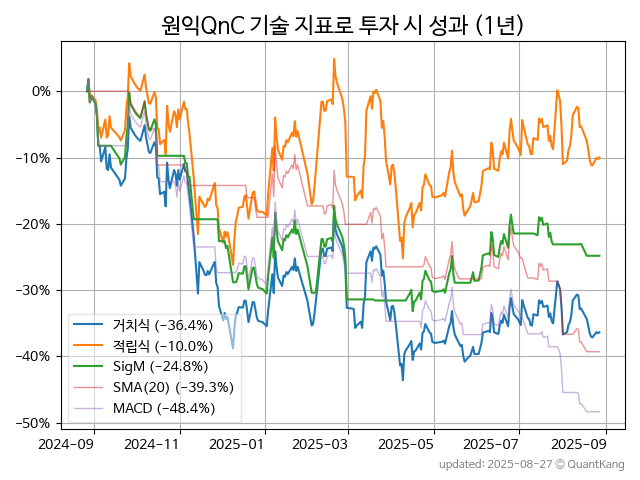 원익QnC 기술 지표로 투자 시 성과 (1년)
0%
−10%
−20%
−30%
−40%
−50%
거치식 (−36.4%)
적립식 (−10.0%)
SigM (−24.8%)
SMA(20) (−39.3%)
MACD (−48.4%)
2024-09 2024-11 2025-01 2025-03 2025-05 2025-07 2025-09
updated: 2025-08-27 © QuantKang